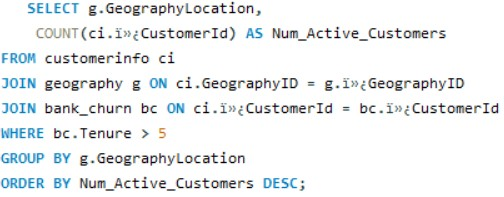 SELECT g.GeographyLocation,
COUNT(ci.ï»¿CustomerId) AS Num_Active_Customers
FROM customerinfo ci
JOIN geography g ON ci.GeographyID = g.ï»¿GeographyID
JOIN bank_churn bc ON ci.ï»¿CustomerId = bc.ï»¿CustomerId
WHERE bc.Tenure > 5
GROUP BY g.GeographyLocation
ORDER BY Num_Active_Customers DESC;